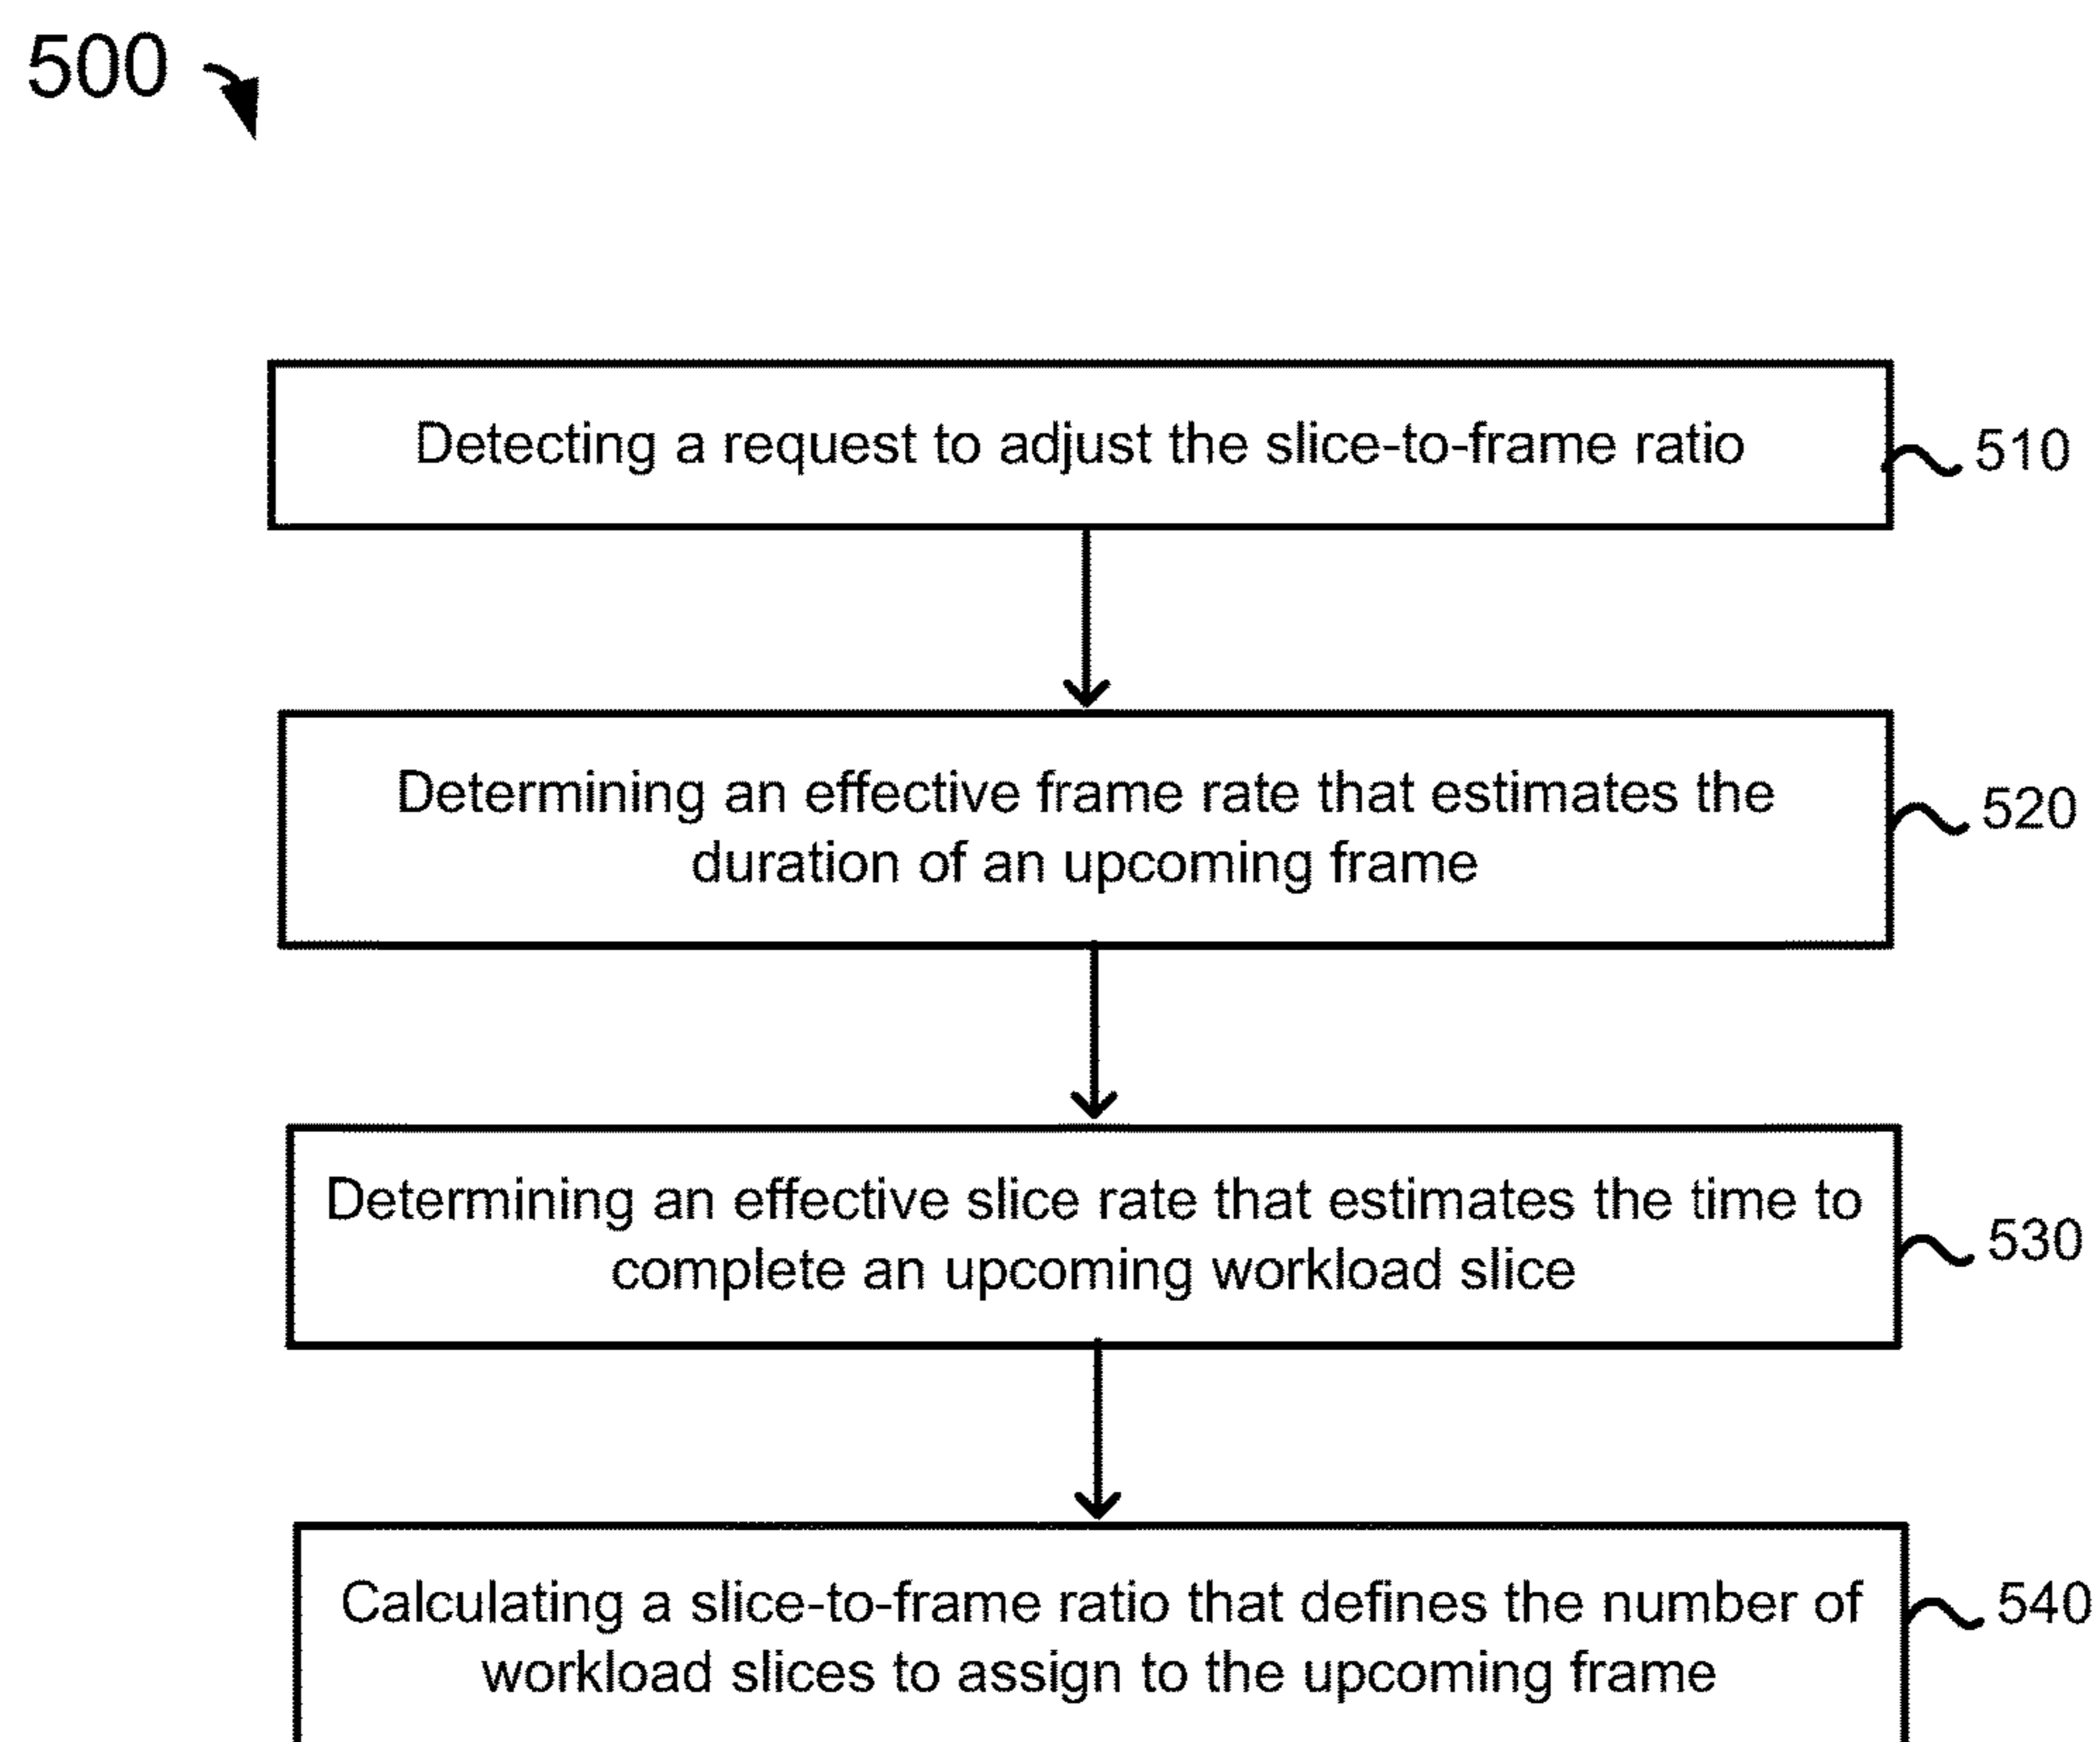 500
Detecting a request to adjust the slice-to-frame ratio
510
Determining an effective frame rate that estimates the
duration of an upcoming frame
520
Determining an effective slice rate that estimates the time to
complete an upcoming workload slice
530
Calculating a slice-to-frame ratio that defines the number of
workload slices to assign to the upcoming frame
540